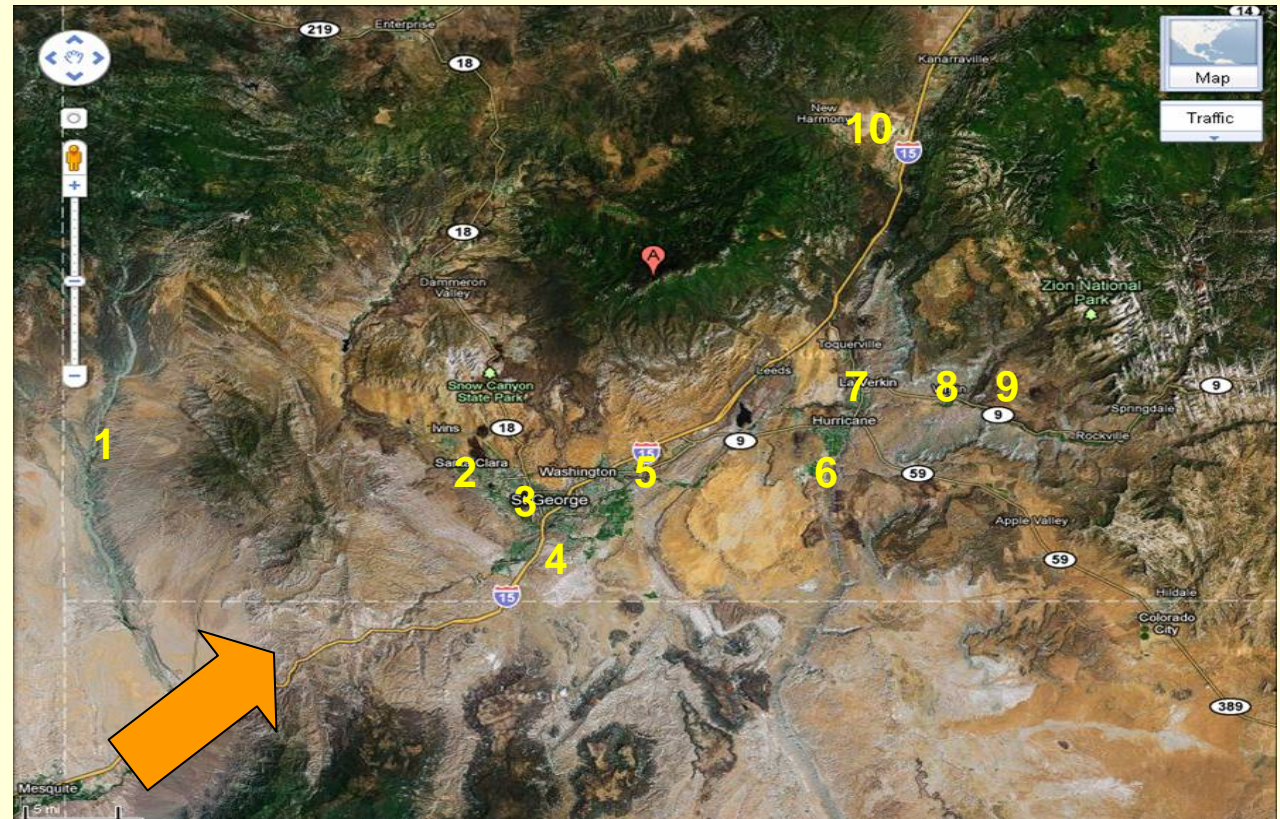 14
219
Enterprise
18
Kanarraville
Map
New
Harmony
10
Traffic
15
18
A
Dammeron
Valley
Zion National
Park
Toquerville
Leeds
Snow Canyon
State Park
7
La Verkin
8
9
9
Springdale
Ivins
18
Hurricane
9
9
Rockville
1
15
2
Santa Clara
Washington
5
6
59
3
St George
Apple Valley
4
59
15
Hildale
Colorado
City
389
Mesquite
5 mi